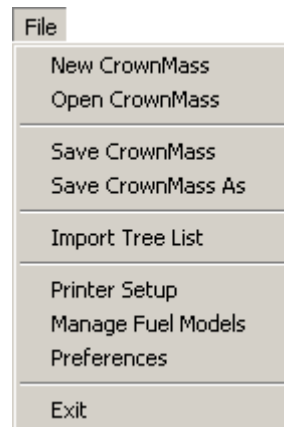 File
New CrownMass
Open CrownMass
Save CrownMass
Save CrownMass As
Import Tree List
Printer Setup
Manage Fuel Models
Preferences
Exit